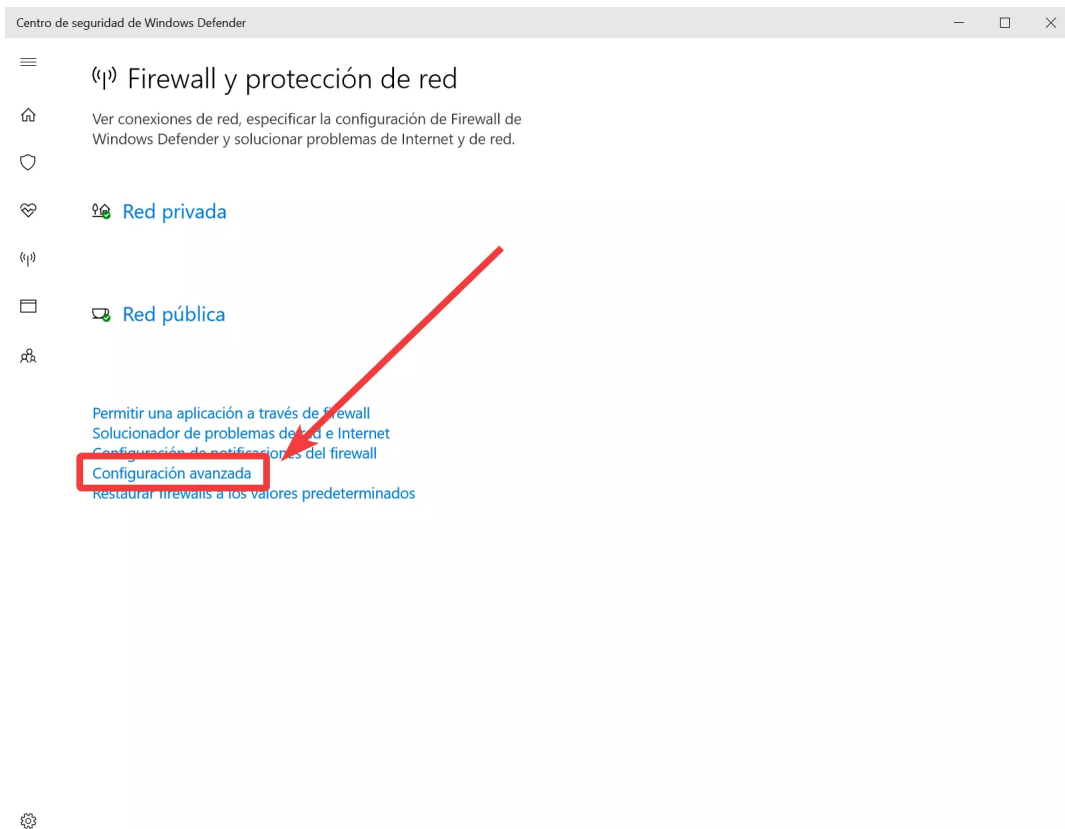 Centro de seguridad de Windows Defender
Firewall y protección de red
Ver conexiones de red, especificar la configuración de Firewall de
Windows Defender y solucionar problemas de Internet y de red.
Red privada
Red pública
Permitir una aplicación a través de firewall
Solucionador de problemas de red e Internet
Configuración de notificaciones del firewall
Configuración avanzada
Restaurar firewalls a los valores predeterminados